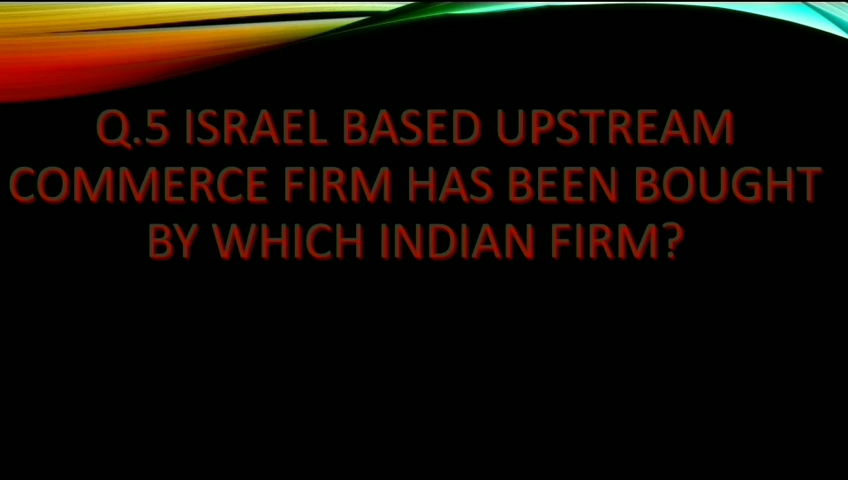 Q.5 ISRAEL BASED UPSTREAM
COMMERCE FIRM HAS BEEN BOUGHT
BY WHICH INDIAN FIRM?